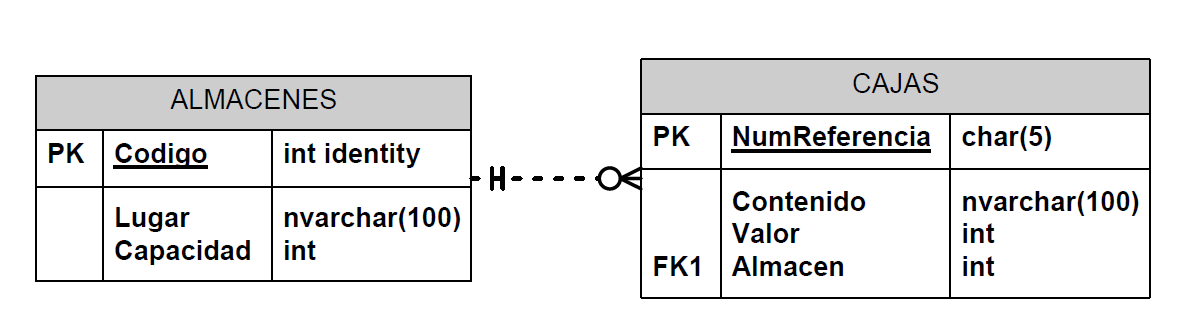 ALMACENES
PK Codigo int identity
Lugar nvarchar(100)
Capacidad int
CAJAS
PK NumReferencia char(5)
Contenido nvarchar(100)
Valor int
FK1 Almacen int